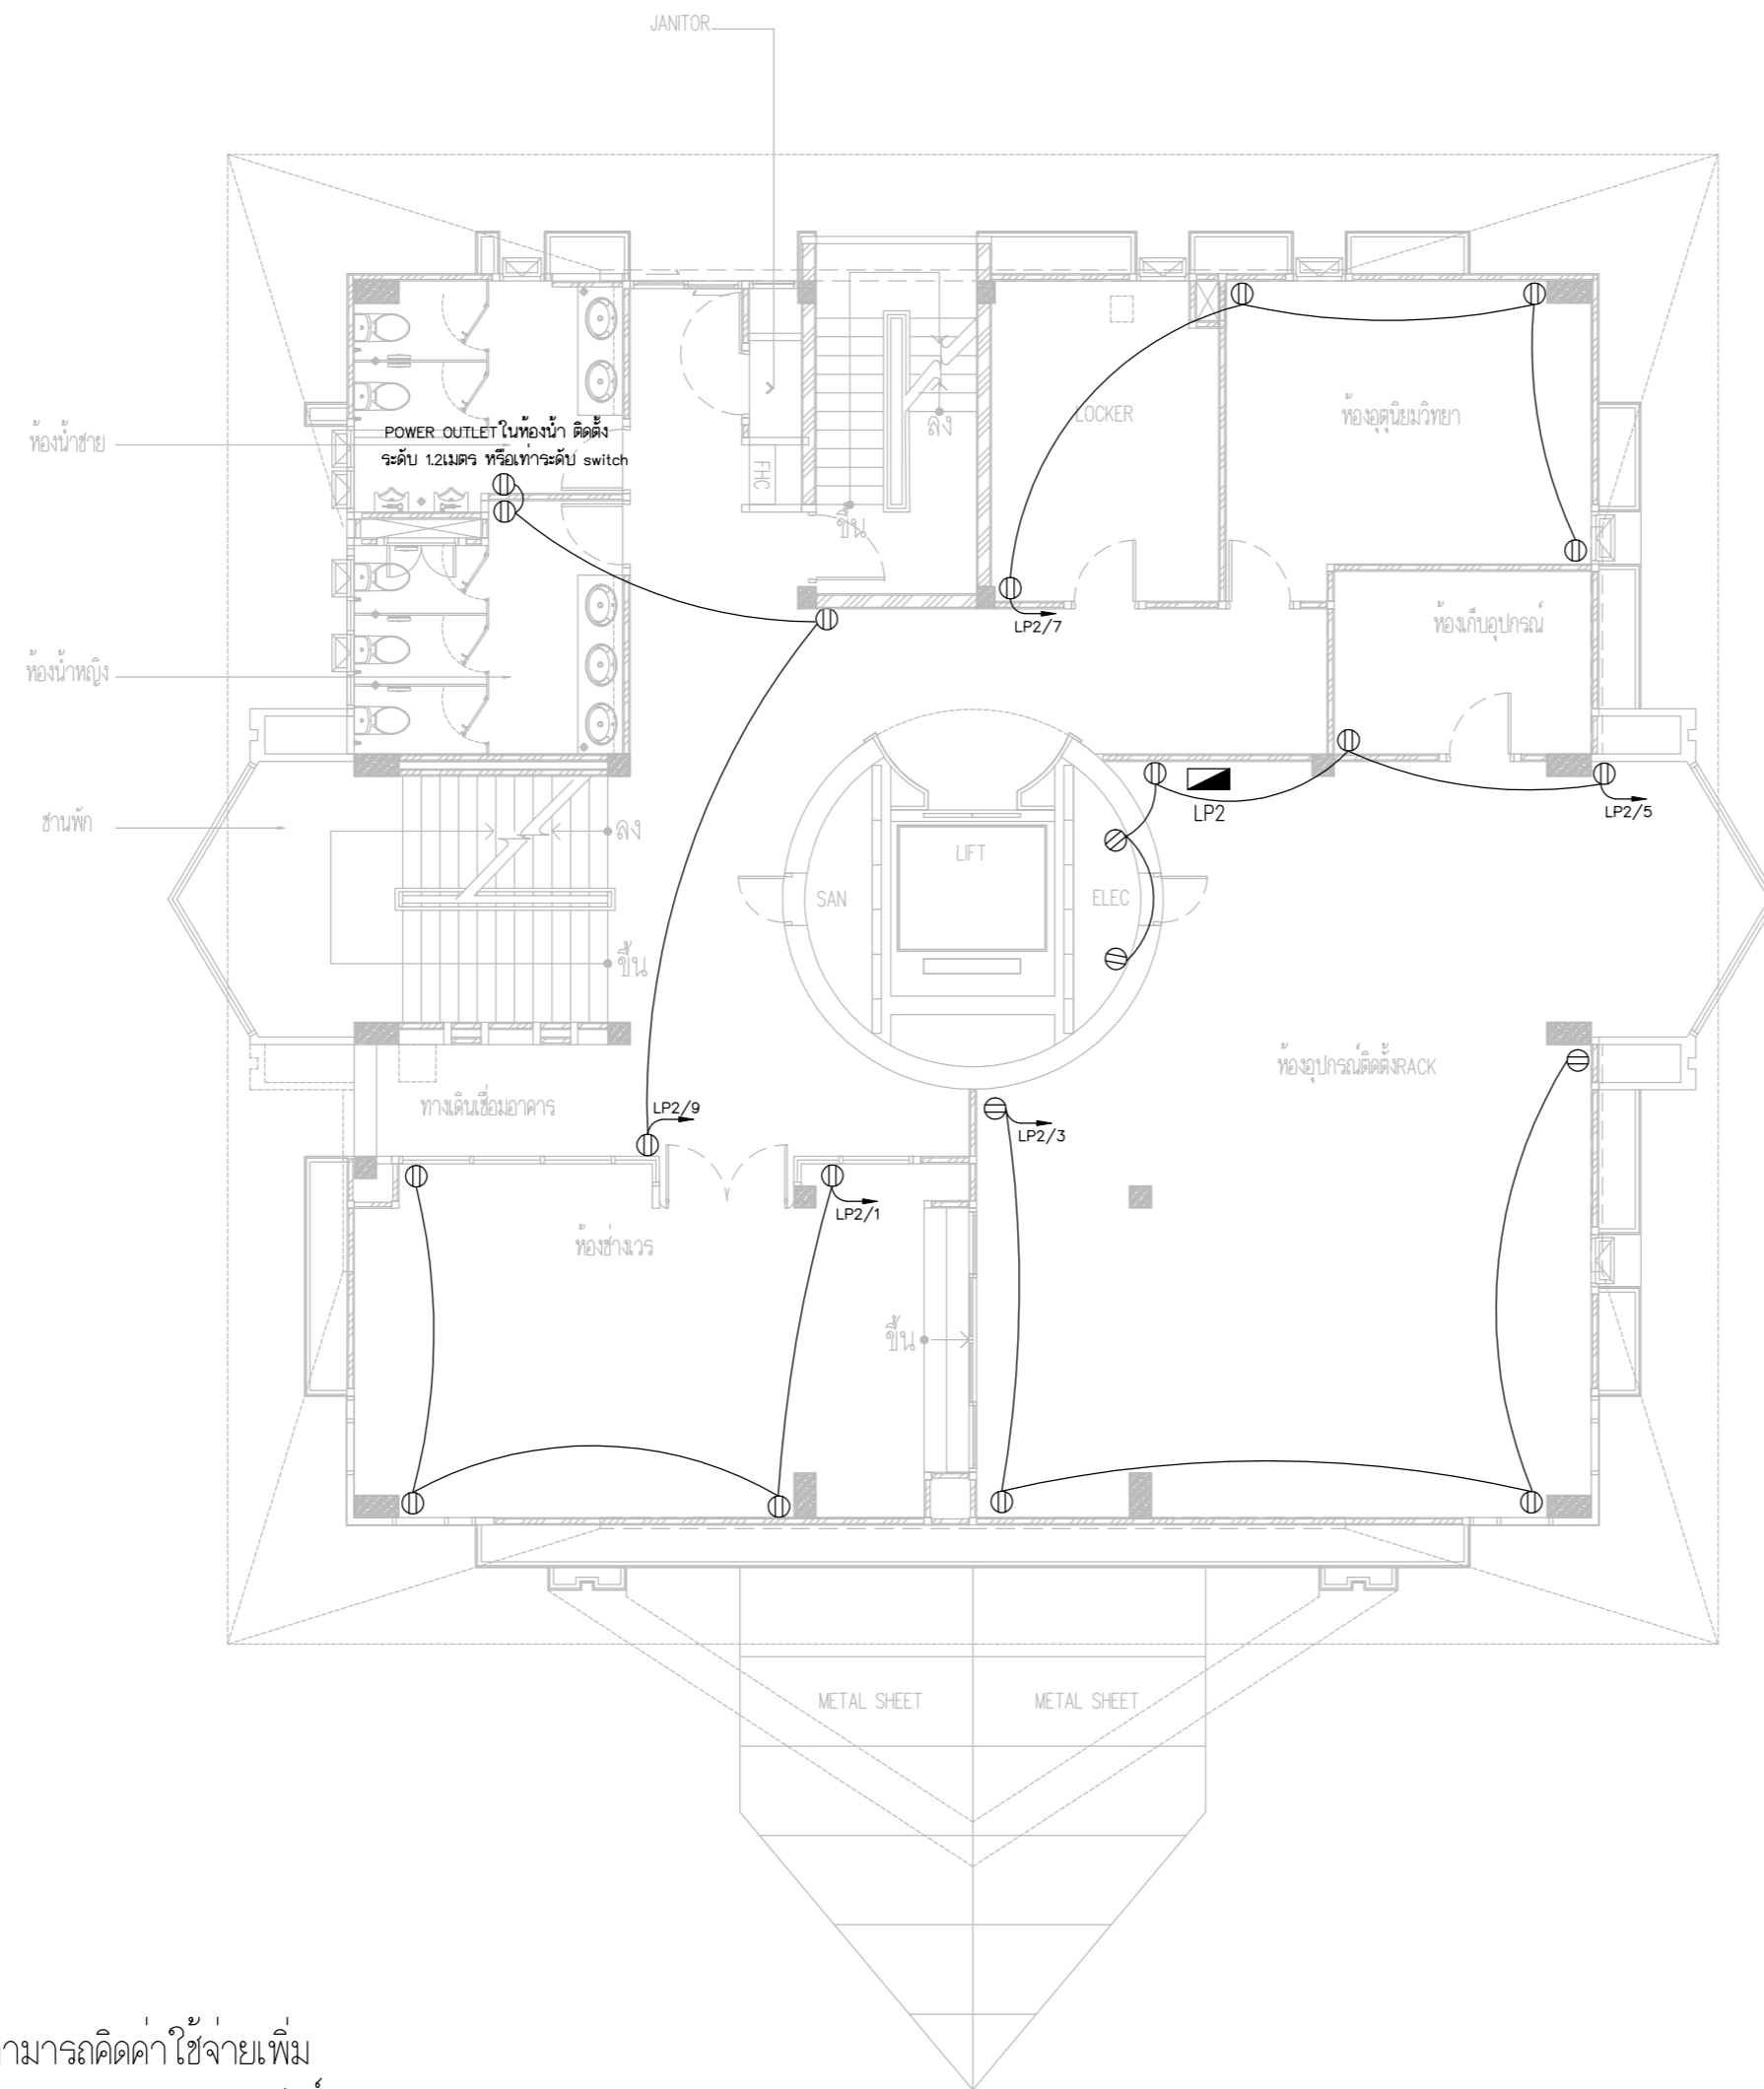 JANITOR
ห้องน้ำชาย
POWER OUTLET ในห้องน้ำ ติดตั้ง
ระดับ 1.2เมตร หรือเท่าระดับ switch
FHC
ลง
ขึ้น
LOCKER
ห้องอุตุนิยมวิทยา
LP2/7
ห้องเก็บอุปกรณ์
ห้องน้ำหญิง
ชานพัก
ลง
ขึ้น
LIFT
SAN
ELEC
LP2
LP2/5
ทางเดินเชื่อมอาคาร
LP2/9
LP2/3
ห้องอุปกรณ์ติดตั้งRACK
LP2/1
ห้องช่างเวร
ขึ้น
METAL SHEET
METAL SHEET
ามารถคิดค่าใช้จ่ายเพิ่ม